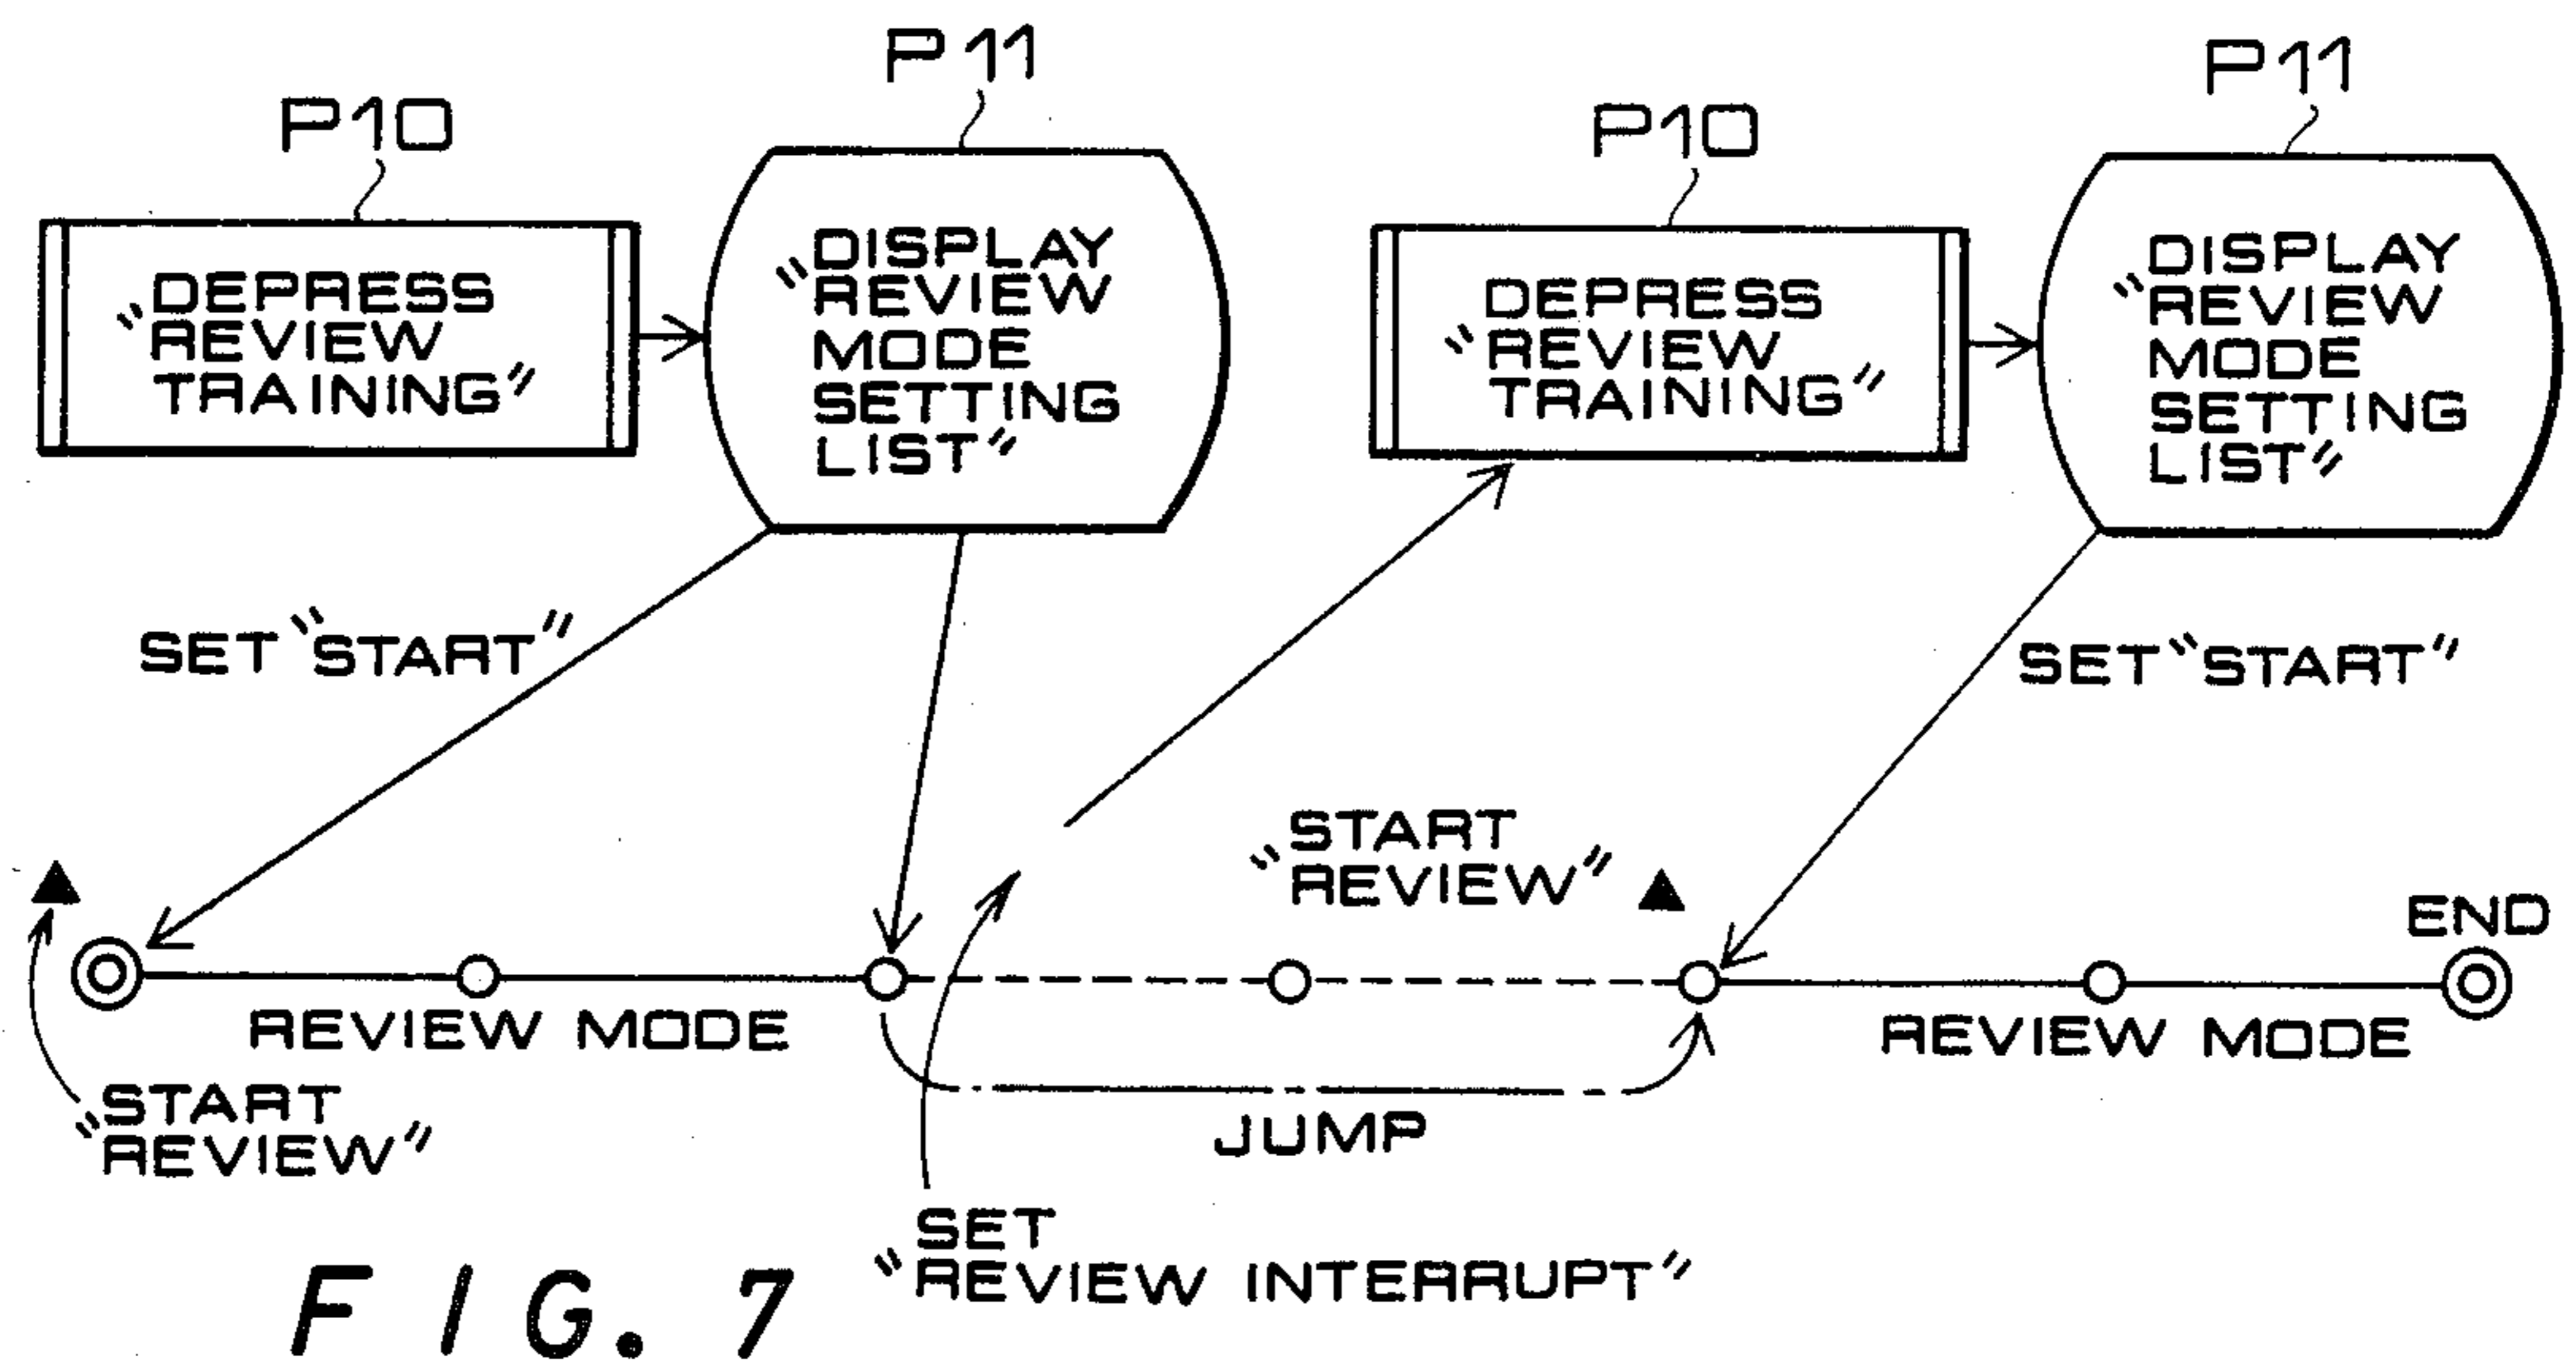 P11
P11
P10
P10
"DEPRESS
REVIEW
TRAINING"
"DISPLAY
REVIEW
MODE
SETTING
LIST"
DEPRESS
"REVIEW
TRAINING"
"DISPLAY
REVIEW
MODE
SETTING
LIST"
SET "START"
SET "START"
"START
REVIEW"
END
REVIEW MODE
REVIEW MODE
"START
REVIEW"
JUMP
SET
"REVIEW INTERRUPT"
FIG. 7